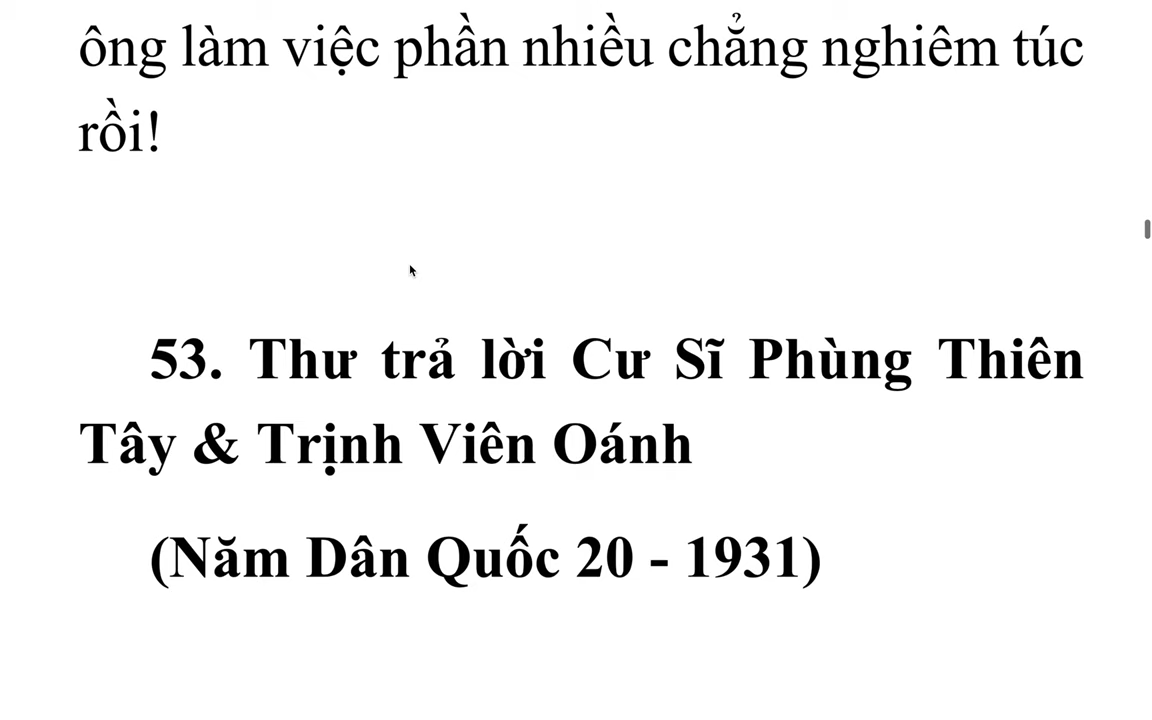 ông làm việc phần nhiều chẳng nghiêm túc
rồi!
53. Thư trả lời Cư Sĩ Phùng Thiên
Tây & Trịnh Viên Oánh
(Năm Dân Quốc 20 - 1931)